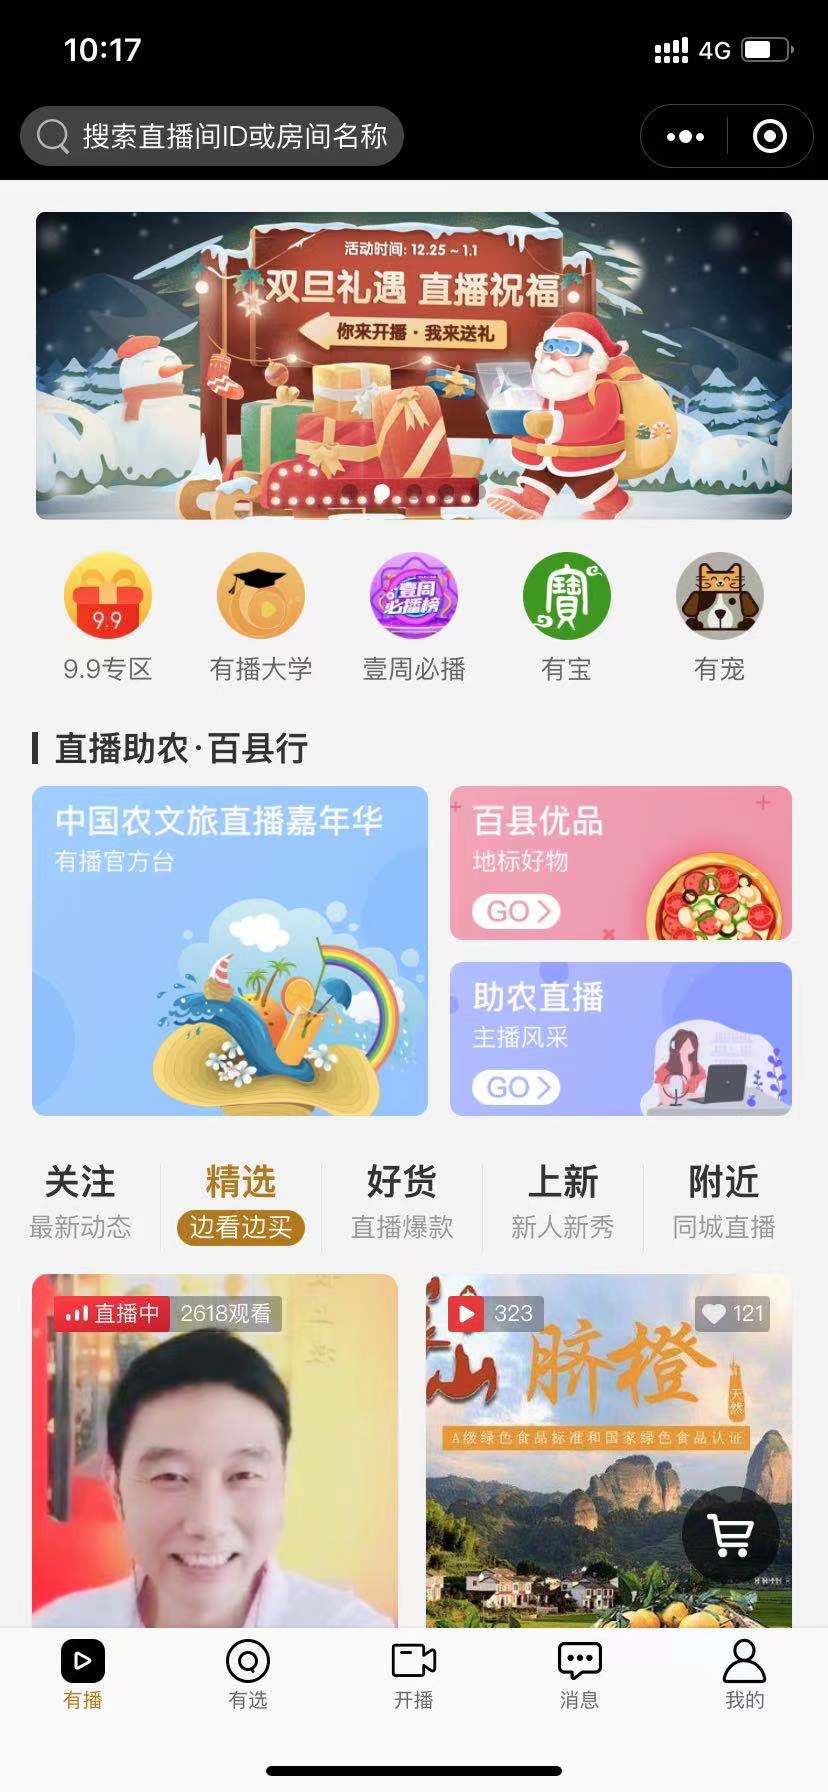 10:17
4G
搜索直播间ID或房间名称
活动时间: 12.25 ~ 1.1
双旦礼遇 直播祝福
你来开播·我来送礼
9.9
壹周
必播榜
寶
9.9专区
有播大学
壹周必播
有宝
有宠
直播助农·百县行
中国农文旅直播嘉年华
有播官方台
百县优品
地标好物
GO
助农直播
主播风采
GO
关注
精选
好货
上新
附近
最新动态
边看边买
直播爆款
新人新秀
同城直播
直播中
2618观看
323
121
山
脐橙
天然
A级绿色食品标准和国家绿色食品认证
有播
有选
开播
消息
我的